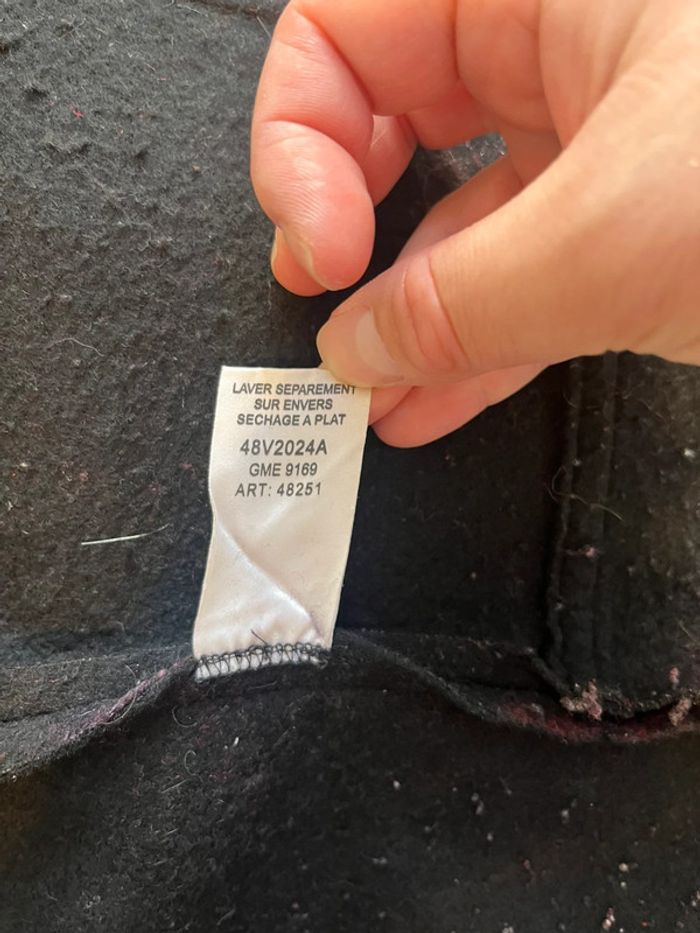 LAVER SEPAREMENT
SUR ENVERS
SECHAGE A PLAT
48V2024A
GME 9169
ART: 48251